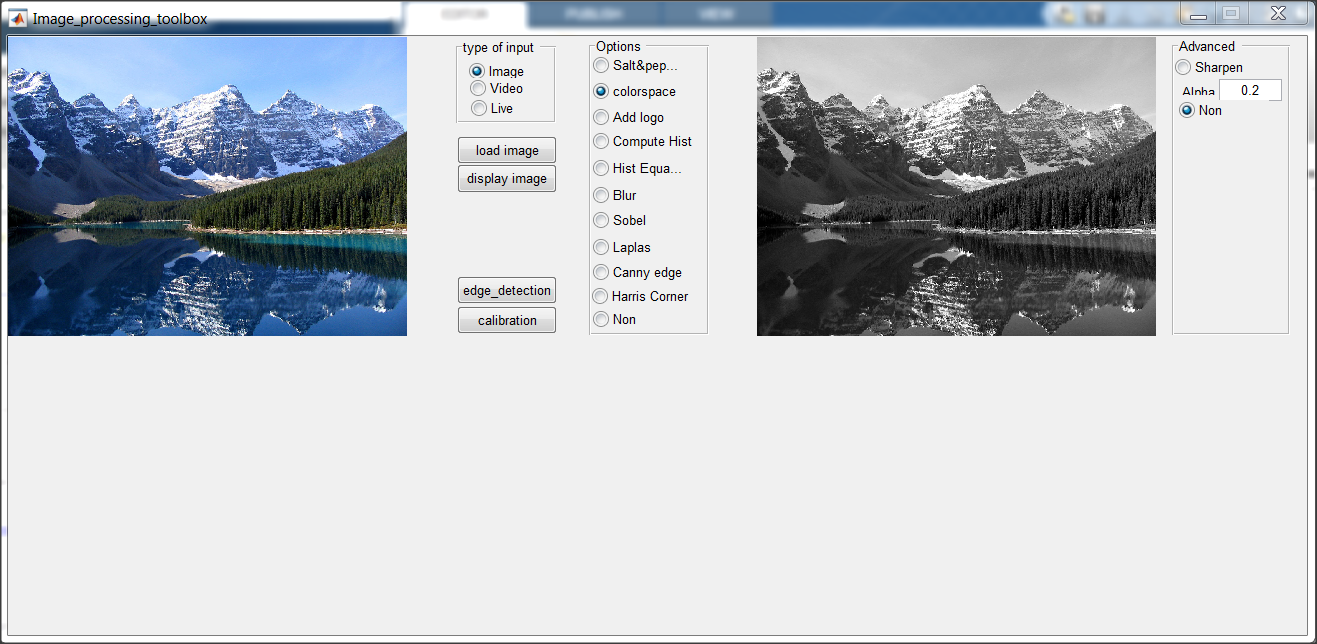 Image_processing_toolbox
EDITOR
PUBLISH
VIEW
type of input
Image
Video
Live
load image
display image
edge_detection
calibration
Options
Salt&pep...
colorspace
Add logo
Compute Hist
Hist Equa...
Blur
Sobel
Laplas
Canny edge
Harris Corner
Non
Advanced
Sharpen
Alpha 0.2
Non